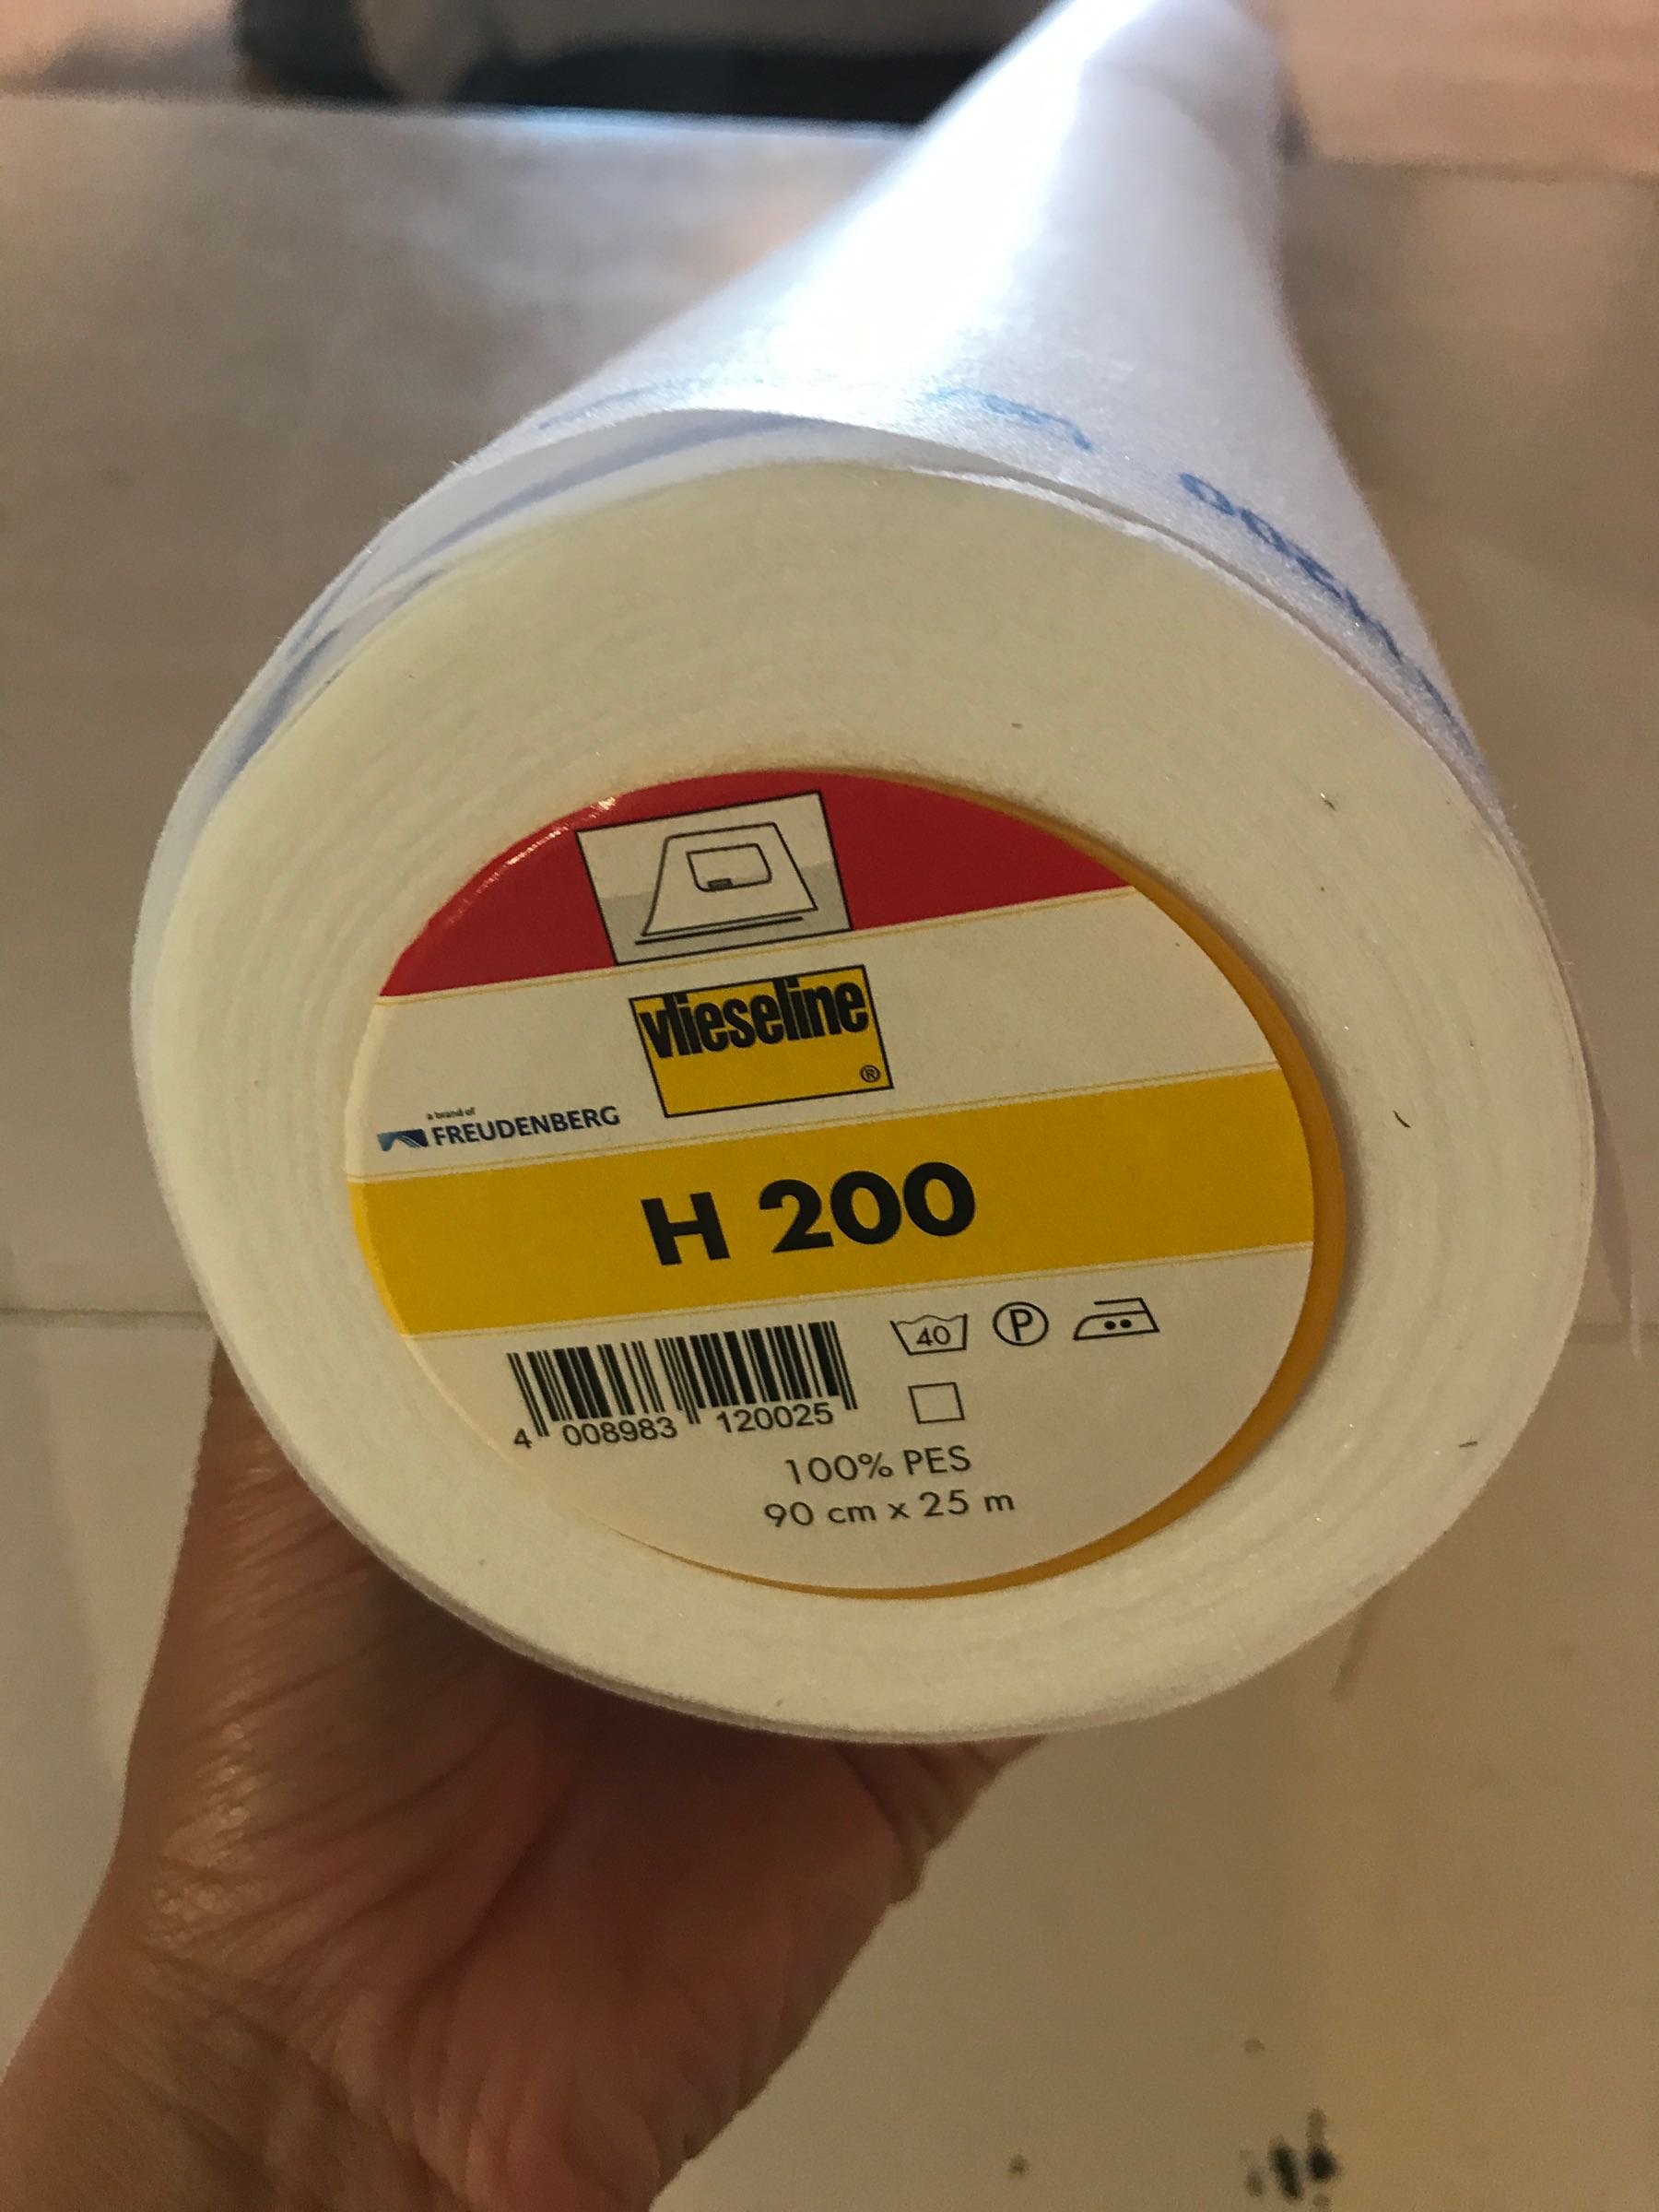 vlieseline
®
a brand of
FREUDENBERG
H 200
40 P
4 008983 120025
100% PES
90 cm x 25 m